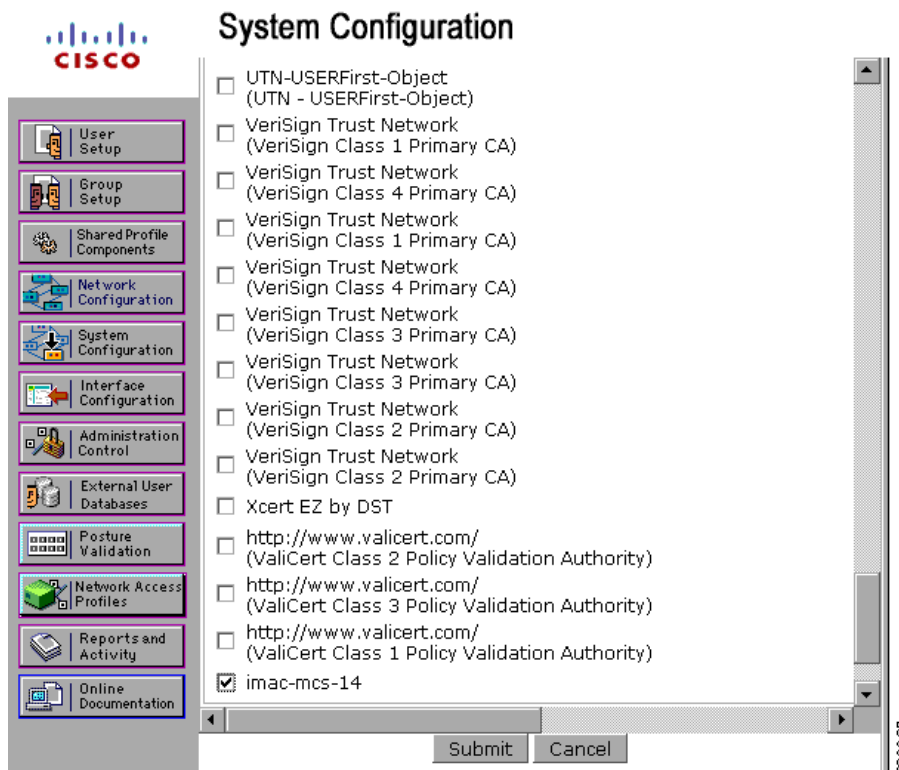 System Configuration
CISCO
User
Setup
Group
Setup
Shared Profile
Components
Network
Configuration
System
Configuration
Interface
Configuration
Administration
Control
External User
Databases
Posture
Validation
Network Access
Profiles
Reports and
Activity
Online
Documentation
UTN-USERFirst-Object
(UTN - USERFirst-Object)
VeriSign Trust Network
(VeriSign Class 1 Primary CA)
VeriSign Trust Network
(VeriSign Class 4 Primary CA)
VeriSign Trust Network
(VeriSign Class 1 Primary CA)
VeriSign Trust Network
(VeriSign Class 4 Primary CA)
VeriSign Trust Network
(VeriSign Class 3 Primary CA)
VeriSign Trust Network
(VeriSign Class 3 Primary CA)
VeriSign Trust Network
(VeriSign Class 2 Primary CA)
VeriSign Trust Network
(VeriSign Class 2 Primary CA)
Xcert EZ by DST
http://www.valicert.com/
(ValiCert Class 2 Policy Validation Authority)
http://www.valicert.com/
(ValiCert Class 3 Policy Validation Authority)
http://www.valicert.com/
(ValiCert Class 1 Policy Validation Authority)
imac-mcs-14
Submit
Cancel